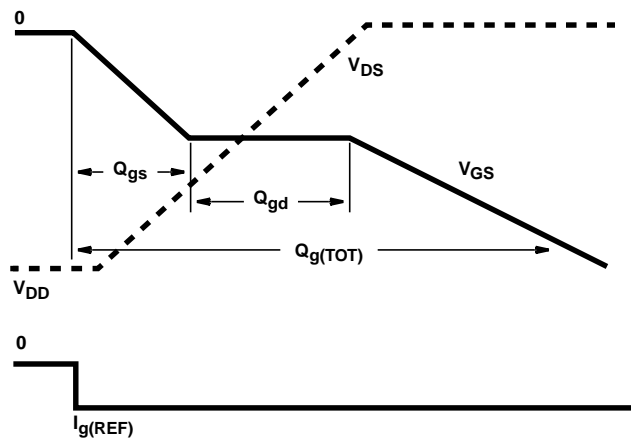 0
V_DS
Q_gs
V_GS
Q_gd
Q_g(TOT)
V_DD
0
I_g(REF)